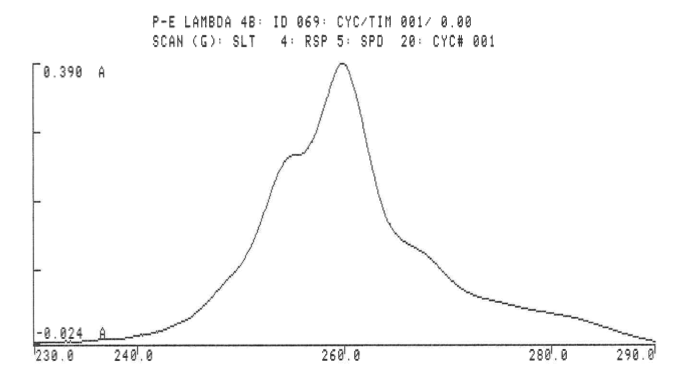 P-E LAMBDA 4B: ID 069: CYC/TIM 001/ 0.00
SCAN (G): SLT 4: RSP 5: SPD 20: CYC# 001
0.390 A
-0.024 A
230.0 240.0 260.0 280.0 290.0